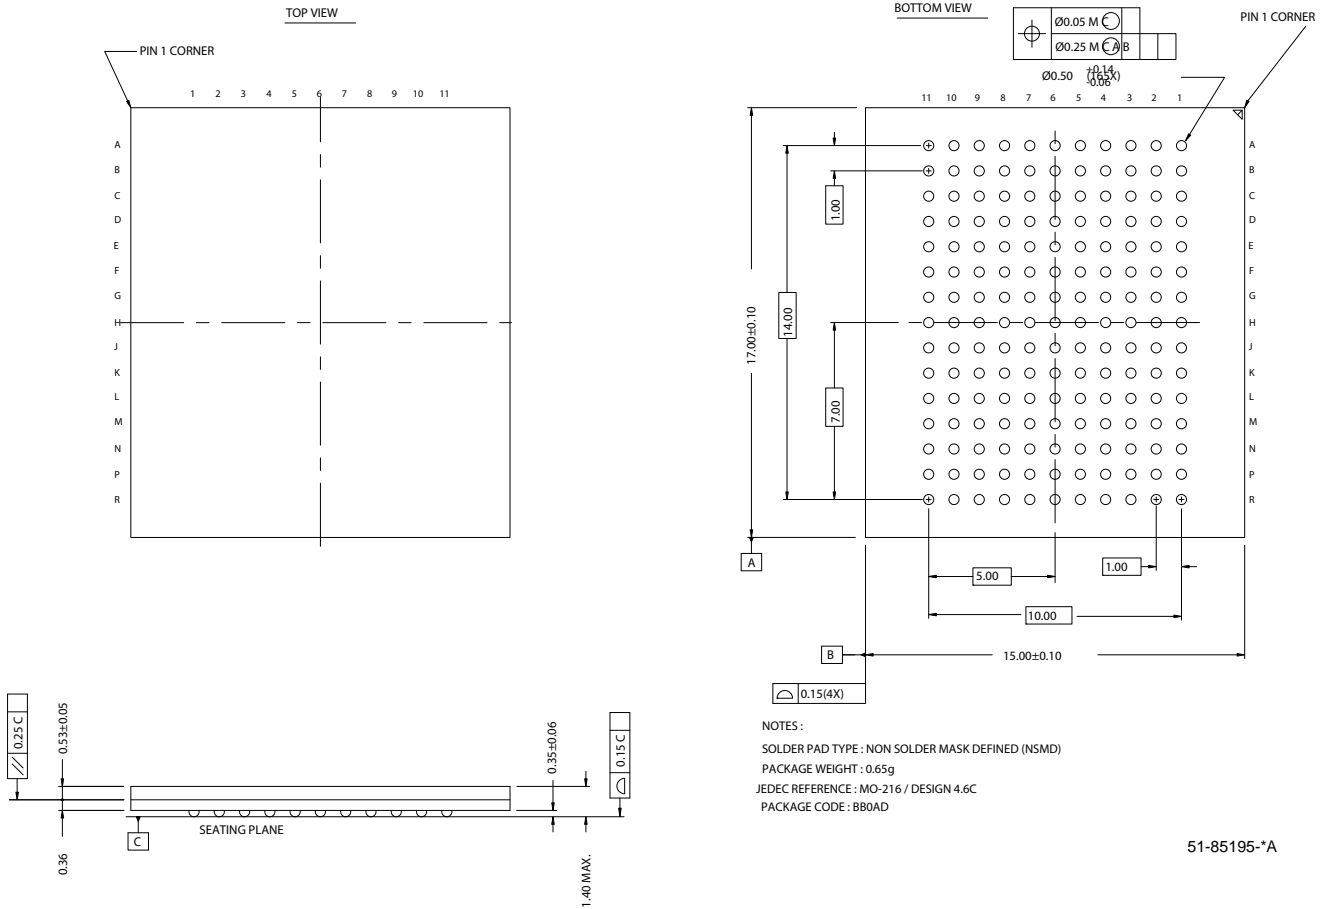 TOP VIEW
PIN 1 CORNER
1 2 3 4 5 6 7 8 9 10 11
A
B
C
D
E
F
G
H
J
K
L
M
N
P
R
BOTTOM VIEW
PIN 1 CORNER
Ø0.05 M C
Ø0.25 M C A B
Ø0.50 (165X)
+0.14
-0.06
11 10 9 8 7 6 5 4 3 2 1
A
B
C
D
E
F
G
H
J
K
L
M
N
P
R
1.00
14.00
17.00±0.10
7.00
A
5.00
1.00
10.00
B
15.00±0.10
0.15(4X)
0.25 C
0.53±0.05
0.36
C
SEATING PLANE
0.35±0.06
0.15 C
1.40 MAX.
NOTES :
SOLDER PAD TYPE : NON SOLDER MASK DEFINED (NSMD)
PACKAGE WEIGHT : 0.65g
JEDEC REFERENCE : MO-216 / DESIGN 4.6C
PACKAGE CODE : BB0AD
51-85195-*A